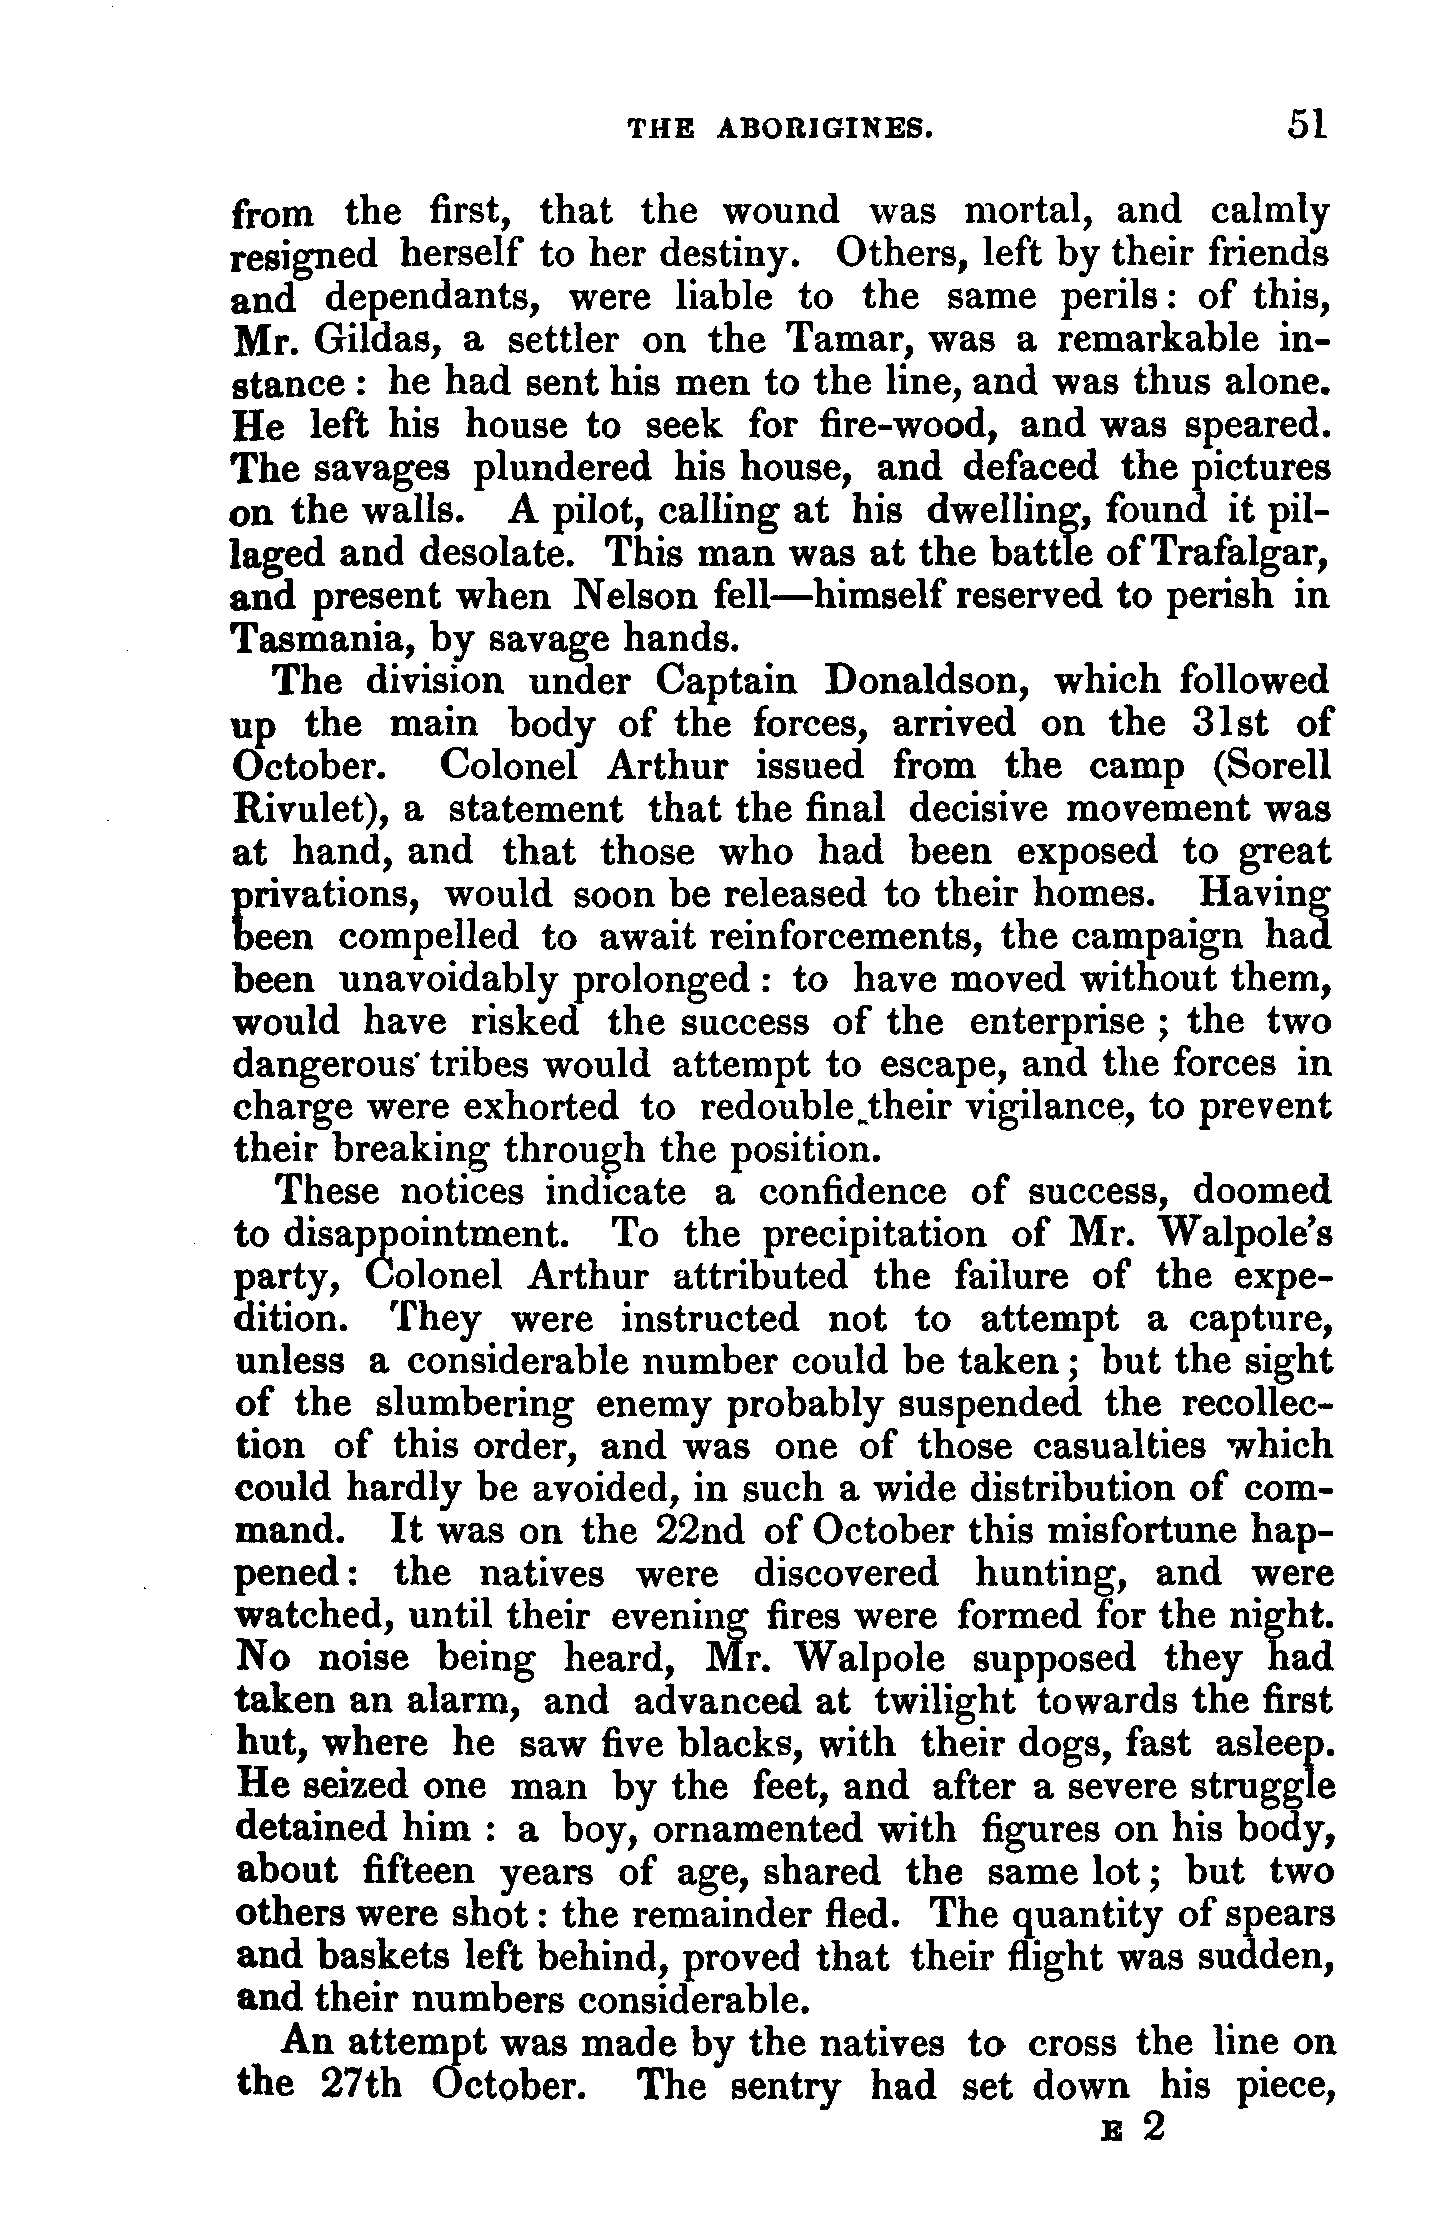 THE ABORIGINES. 51
from the first, that the wound was mortal, and calmly
resigned herself to her destiny. Others, left by their friends
and dependants, were liable to the same perils: of this,
Mr. Gildas, a settler on the Tamar, was a remarkable in-
stance: he had sent his men to the line, and was thus alone.
He left his house to seek for fire-wood, and was speared.
The savages plundered his house, and defaced the pictures
on the walls. A pilot, calling at his dwelling, found it pil-
laged and desolate. This man was at the battle of Trafalgar,
and present when Nelson fell—himself reserved to perish in
Tasmania, by savage hands.
The division under Captain Donaldson, which followed
up the main body of the forces, arrived on the 31st of
October. Colonel Arthur issued from the camp (Sorell
Rivulet), a statement that the final decisive movement was
at hand, and that those who had been exposed to great
privations, would soon be released to their homes. Having
been compelled to await reinforcements, the campaign had
been unavoidably prolonged: to have moved without them,
would have risked the success of the enterprise; the two
dangerous tribes would attempt to escape, and the forces in
charge were exhorted to redouble their vigilance, to prevent
their breaking through the position.
These notices indicate a confidence of success, doomed
to disappointment. To the precipitation of Mr. Walpole's
party, Colonel Arthur attributed the failure of the expe-
dition. They were instructed not to attempt a capture,
unless a considerable number could be taken; but the sight
of the slumbering enemy probably suspended the recollec-
tion of this order, and was one of those casualties which
could hardly be avoided, in such a wide distribution of com-
mand. It was on the 22nd of October this misfortune hap-
pened: the natives were discovered hunting, and were
watched, until their evening fires were formed for the night.
No noise being heard, Mr. Walpole supposed they had
taken an alarm, and advanced at twilight towards the first
hut, where he saw five blacks, with their dogs, fast asleep.
He seized one man by the feet, and after a severe struggle
detained him: a boy, ornamented with figures on his body,
about fifteen years of age, shared the same lot; but two
others were shot: the remainder fled. The quantity of spears
and baskets left behind, proved that their flight was sudden,
and their numbers considerable.
An attempt was made by the natives to cross the line on
the 27th October. The sentry had set down his piece,
E 2